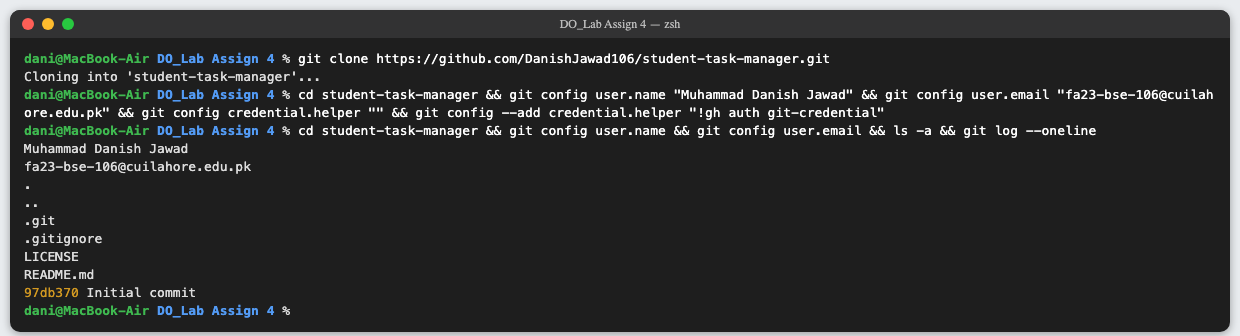 DO_Lab Assign 4 — zsh
dani@MacBook-Air DO_Lab Assign 4 % git clone https://github.com/DanishJawad106/student-task-manager.git
Cloning into 'student-task-manager'...
dani@MacBook-Air DO_Lab Assign 4 % cd student-task-manager && git config user.name "Muhammad Danish Jawad" && git config user.email "fa23-bse-106@cuilah
ore.edu.pk" && git config credential.helper "" && git config --add credential.helper "!gh auth git-credential"
dani@MacBook-Air DO_Lab Assign 4 % cd student-task-manager && git config user.name && git config user.email && ls -a && git log --oneline
Muhammad Danish Jawad
fa23-bse-106@cuilahore.edu.pk
.
..
.git
.gitignore
LICENSE
README.md
97db370 Initial commit
dani@MacBook-Air DO_Lab Assign 4 %